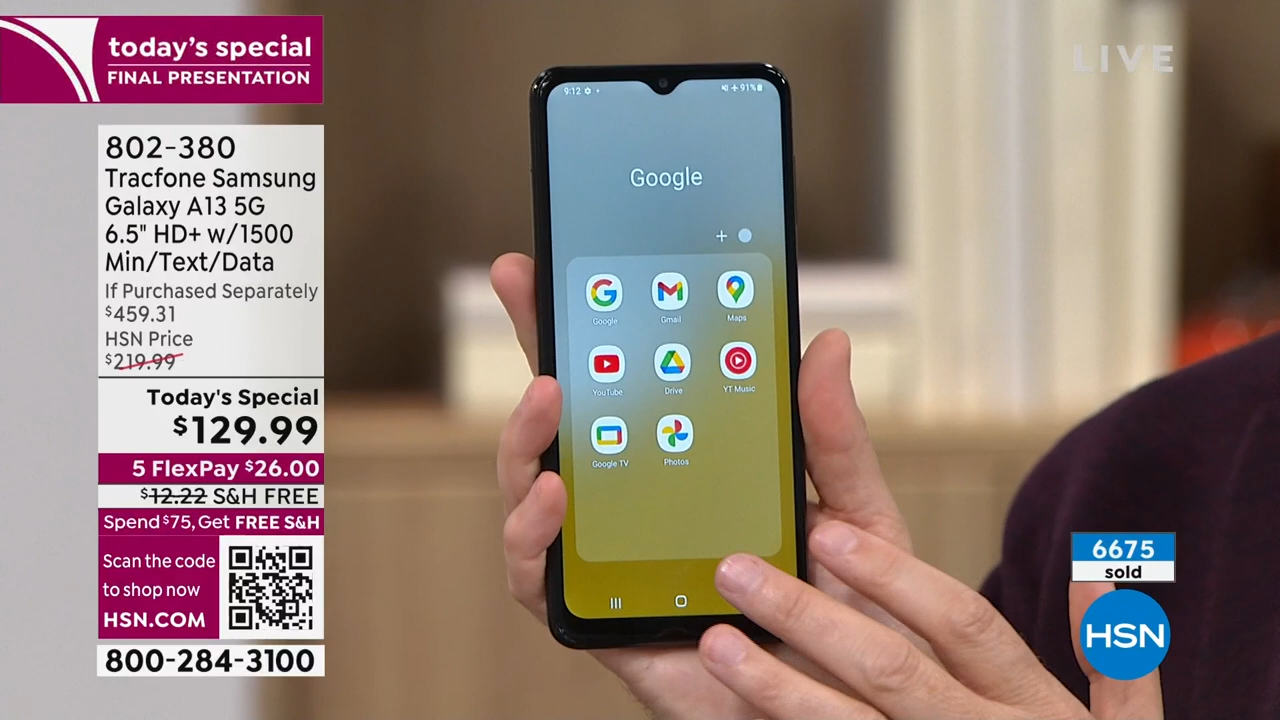 today's special
FINAL PRESENTATION
LIVE
802-380
Tracfone Samsung
Galaxy A13 5G
6.5" HD+ w/1500
Min/Text/Data
If Purchased Separately
$459.31
HSN Price
$219.99
Today's Special
$129.99
5 FlexPay $26.00
$12.22 S&H FREE
Spend $75, Get FREE S&H
Scan the code
to shop now
HSN.COM
800-284-3100
9:12
91%
Google
+
Google Gmail Maps
YouTube Drive YT Music
Google TV Photos
6675
sold
HSN